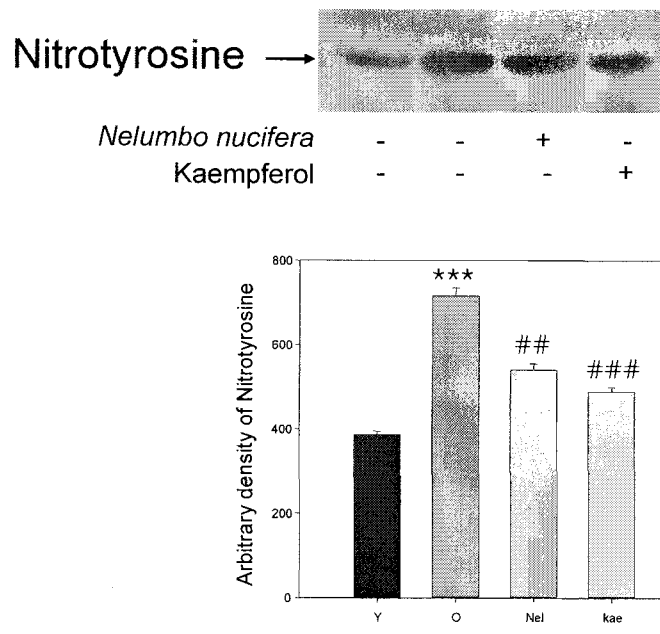 Nitrotyrosine
Nelumbo nucifera - - + -
Kaempferol - - - +
Arbitrary density of Nitrotyrosine
800
600
400
200
0
***
##
###
Y O Nel kae